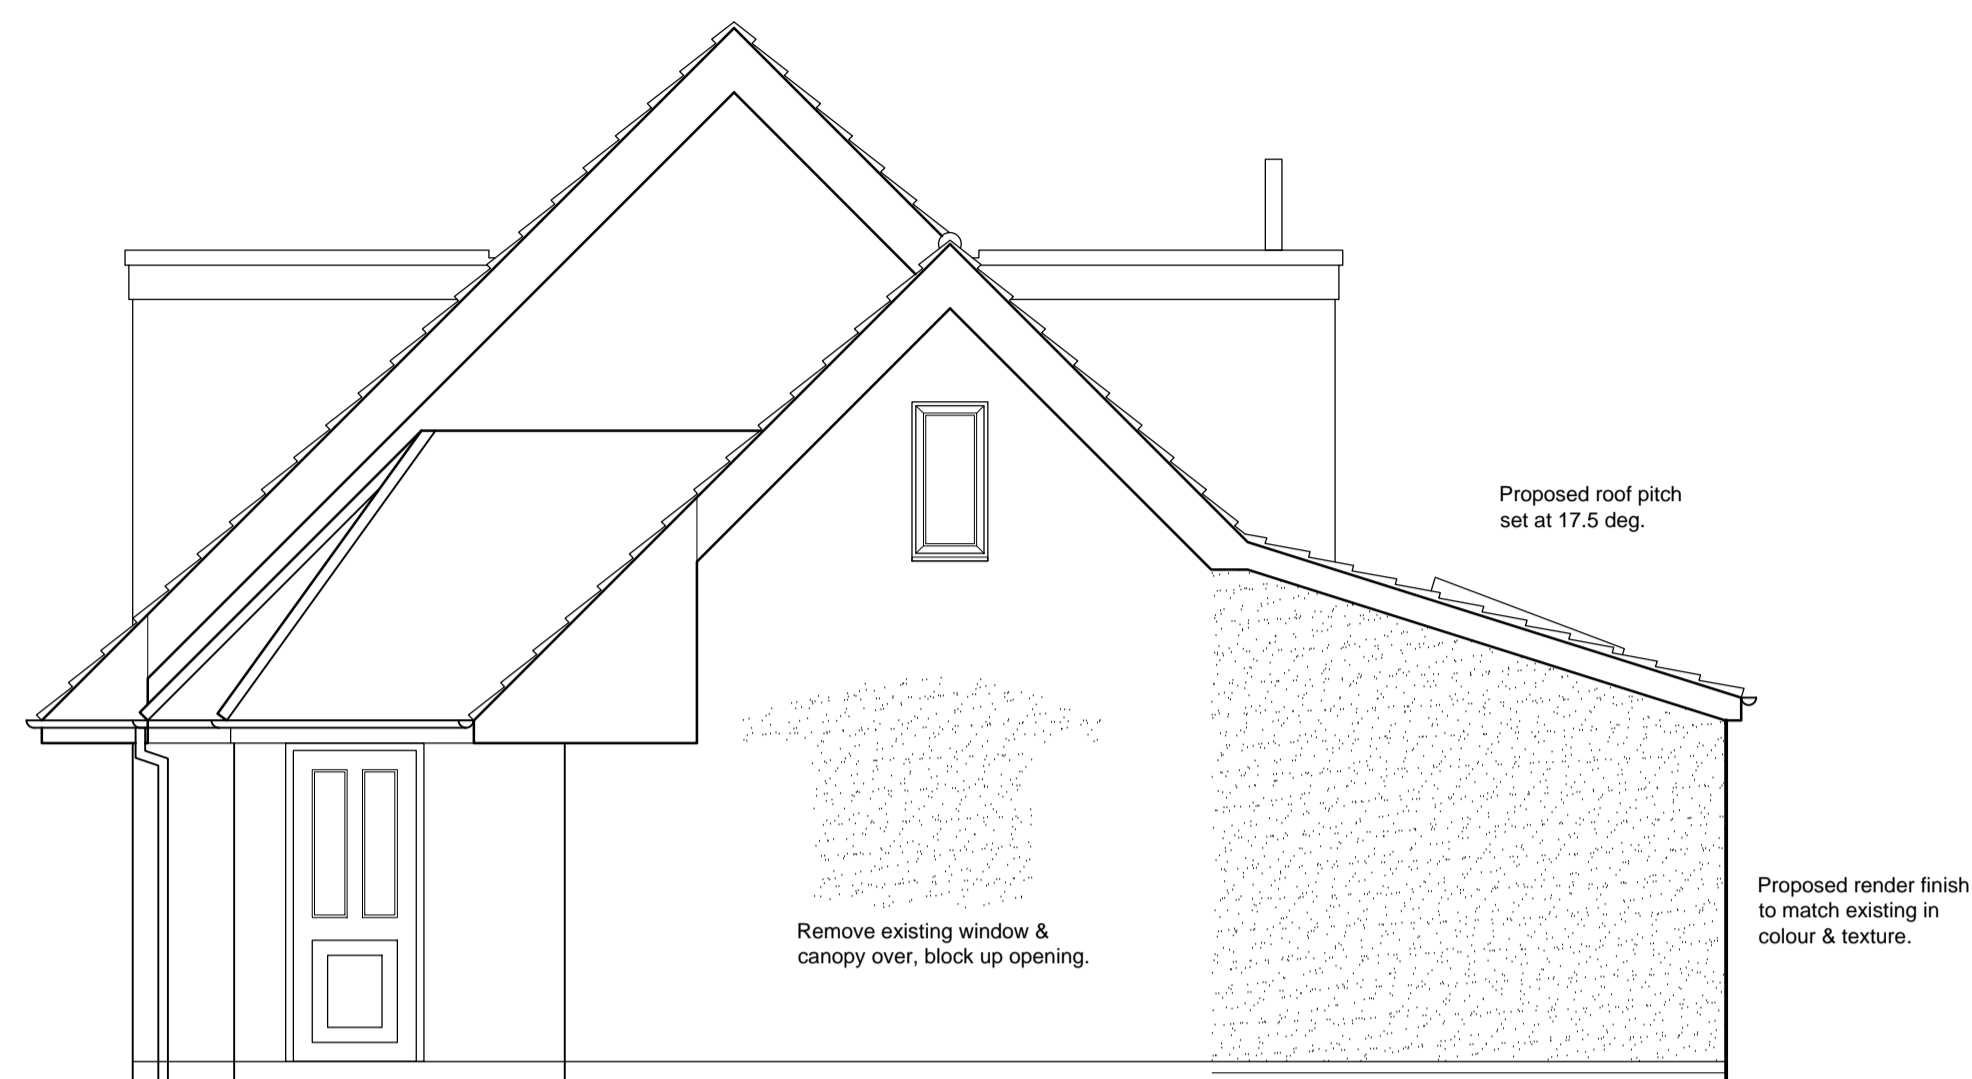 Proposed roof pitch
set at 17.5 deg.
Proposed render finish
to match existing in
colour & texture.
Remove existing window &
canopy over, block up opening.